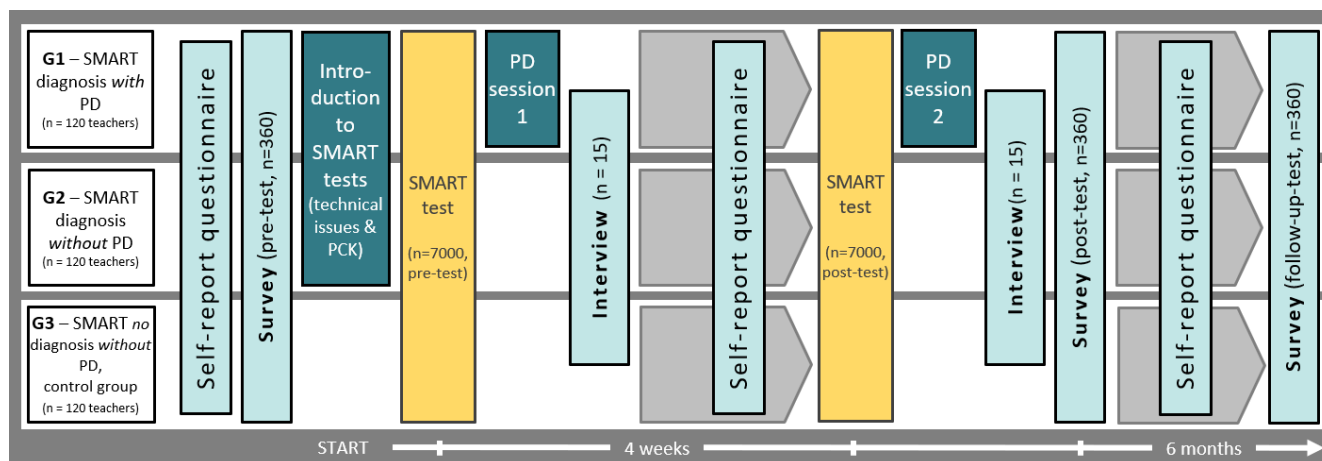 G1 – SMART
diagnosis with
PD
(n = 120 teachers)
G2 – SMART
diagnosis
without PD
(n = 120 teachers)
G3 – SMART no
diagnosis without
PD,
control group
(n = 120 teachers)
Self-report questionnaire
Survey (pre-test, n=360)
Intro-
duction
to
SMART
tests
(technical
issues &
PCK)
SMART
test
(n=7000,
pre-test)
PD
session
1
Interview (n = 15)
Self-report questionnaire
SMART
test
(n=7000,
post-test)
PD
session
2
Interview(n = 15)
Survey (post-test, n=360)
Self-report questionnaire
Survey (follow-up-test, n=360)
START
4 weeks
6 months